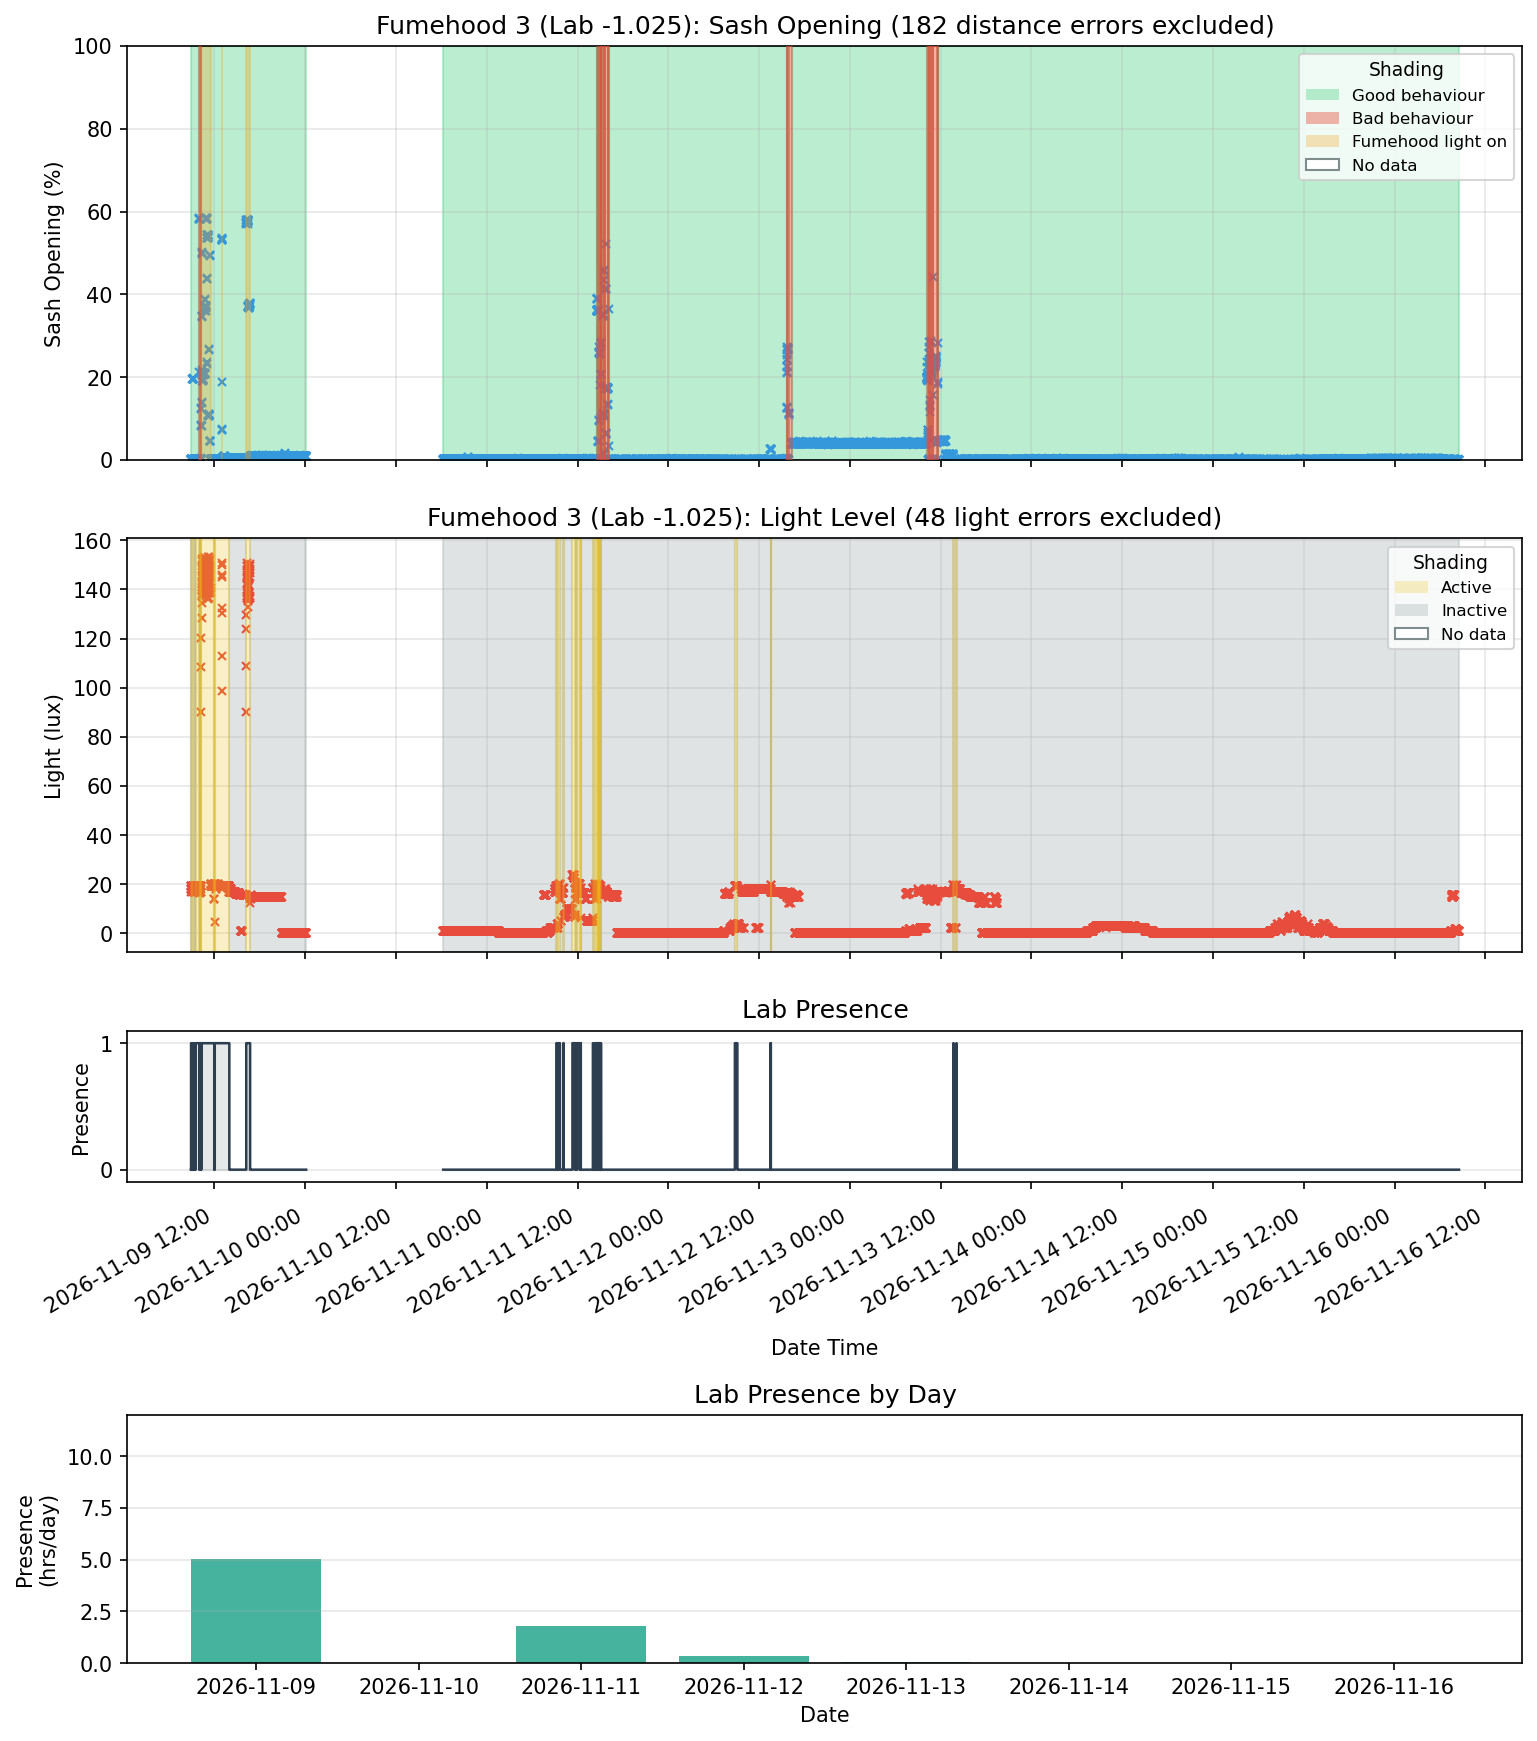 Fumehood 3 (Lab -1.025): Sash Opening (182 distance errors excluded)
Sash Opening (%)
100
80
60
40
20
0
Shading
Good behaviour
Bad behaviour
Fumehood light on
No data
Fumehood 3 (Lab -1.025): Light Level (48 light errors excluded)
Light (lux)
160
140
120
100
80
60
40
20
0
Shading
Active
Inactive
No data
Lab Presence
Presence
1
0
2026-11-09 12:00
2026-11-10 00:00
2026-11-10 12:00
2026-11-11 00:00
2026-11-11 12:00
2026-11-12 00:00
2026-11-12 12:00
2026-11-13 00:00
2026-11-13 12:00
2026-11-14 00:00
2026-11-14 12:00
2026-11-15 00:00
2026-11-15 12:00
2026-11-16 00:00
2026-11-16 12:00
Date Time
Lab Presence by Day
Presence
(hrs/day)
10.0
7.5
5.0
2.5
0.0
2026-11-09
2026-11-10
2026-11-11
2026-11-12
2026-11-13
2026-11-14
2026-11-15
2026-11-16
Date